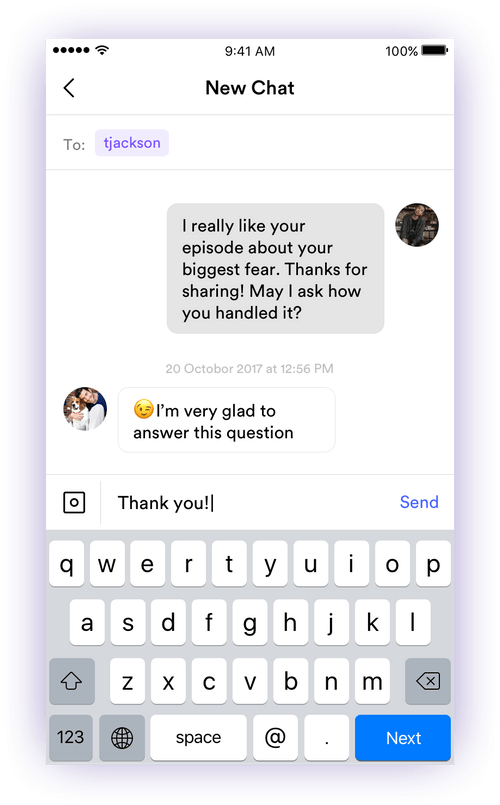 9:41 AM 100%
New Chat
To: tjackson
I really like your
episode about your
biggest fear. Thanks for
sharing! May I ask how
you handled it?
20 Octobor 2017 at 12:56 PM
😉I'm very glad to
answer this question
Thank you! Send
q w e r t y u i o p
a s d f g h j k l
z x c v b n m
123 space @ . Next